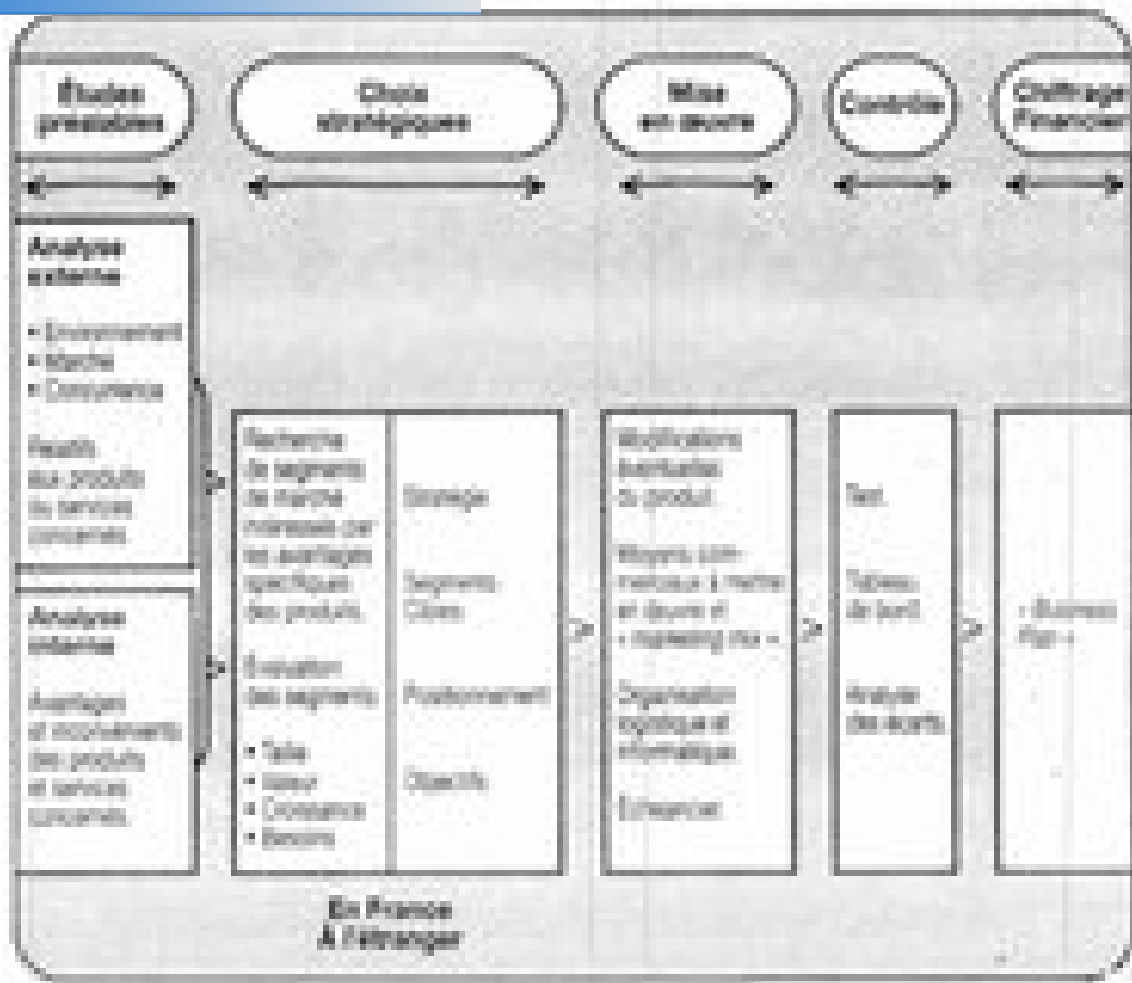 Études
préalables
Choix
stratégiques
Mise
en œuvre
Contrôle
Chiffrage
Financier
Analyse
externe
• Environnement
• Marché
• Concurrence
Relatifs
aux produits
ou services
concernés.
Analyse
interne
Avantages
et inconvénients
des produits
et services
concernés.
Recherche
de segments
de marché
intéressés par
les avantages
spécifiques
des produits.
Évaluation
des segments
• Taille
• Valeur
• Croissance
• Besoins
Stratégie
Segments
Cibles
Positionnement
Objectifs
Modifications
éventuelles
du produit.
Moyens com-
merciaux à mettre
en œuvre et
« marketing mix ».
Organisation
logistique et
informatique.
Échéancier.
Test.
Tableau
de bord.
Analyse
des écarts.
« Business
Plan »
En France
À l'étranger